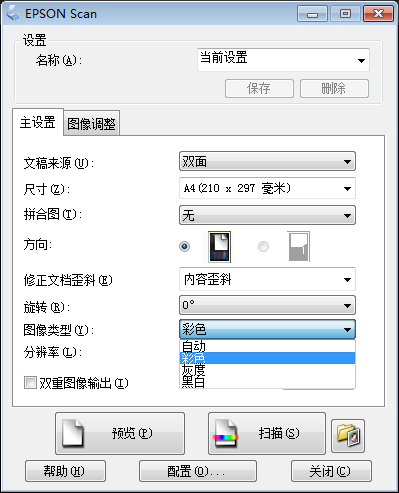 EPSON Scan
设置
名称(A): 当前设置
保存 删除
主设置 图像调整
文稿来源(U): 双面
尺寸(Z): A4(210 x 297 毫米)
拼合图(T): 无
方向:
修正文档歪斜(E) 内容歪斜
旋转(R): 0°
图像类型(Y): 彩色
自动
分辨率(L): 彩色
灰度
双重图像输出(I) 黑白
预览(P) 扫描(S)
帮助(H) 配置(O)... 关闭(C)